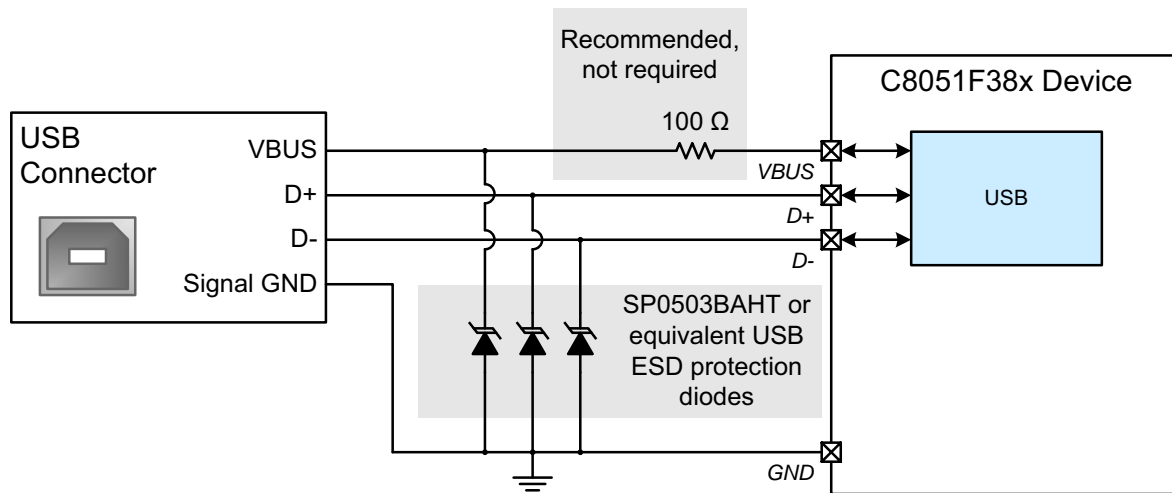 Recommended,
not required
100 Ω
C8051F38x Device
USB
Connector
VBUS
D+
D-
Signal GND
VBUS
D+
D-
USB
SP0503BAHT or
equivalent USB
ESD protection
diodes
GND